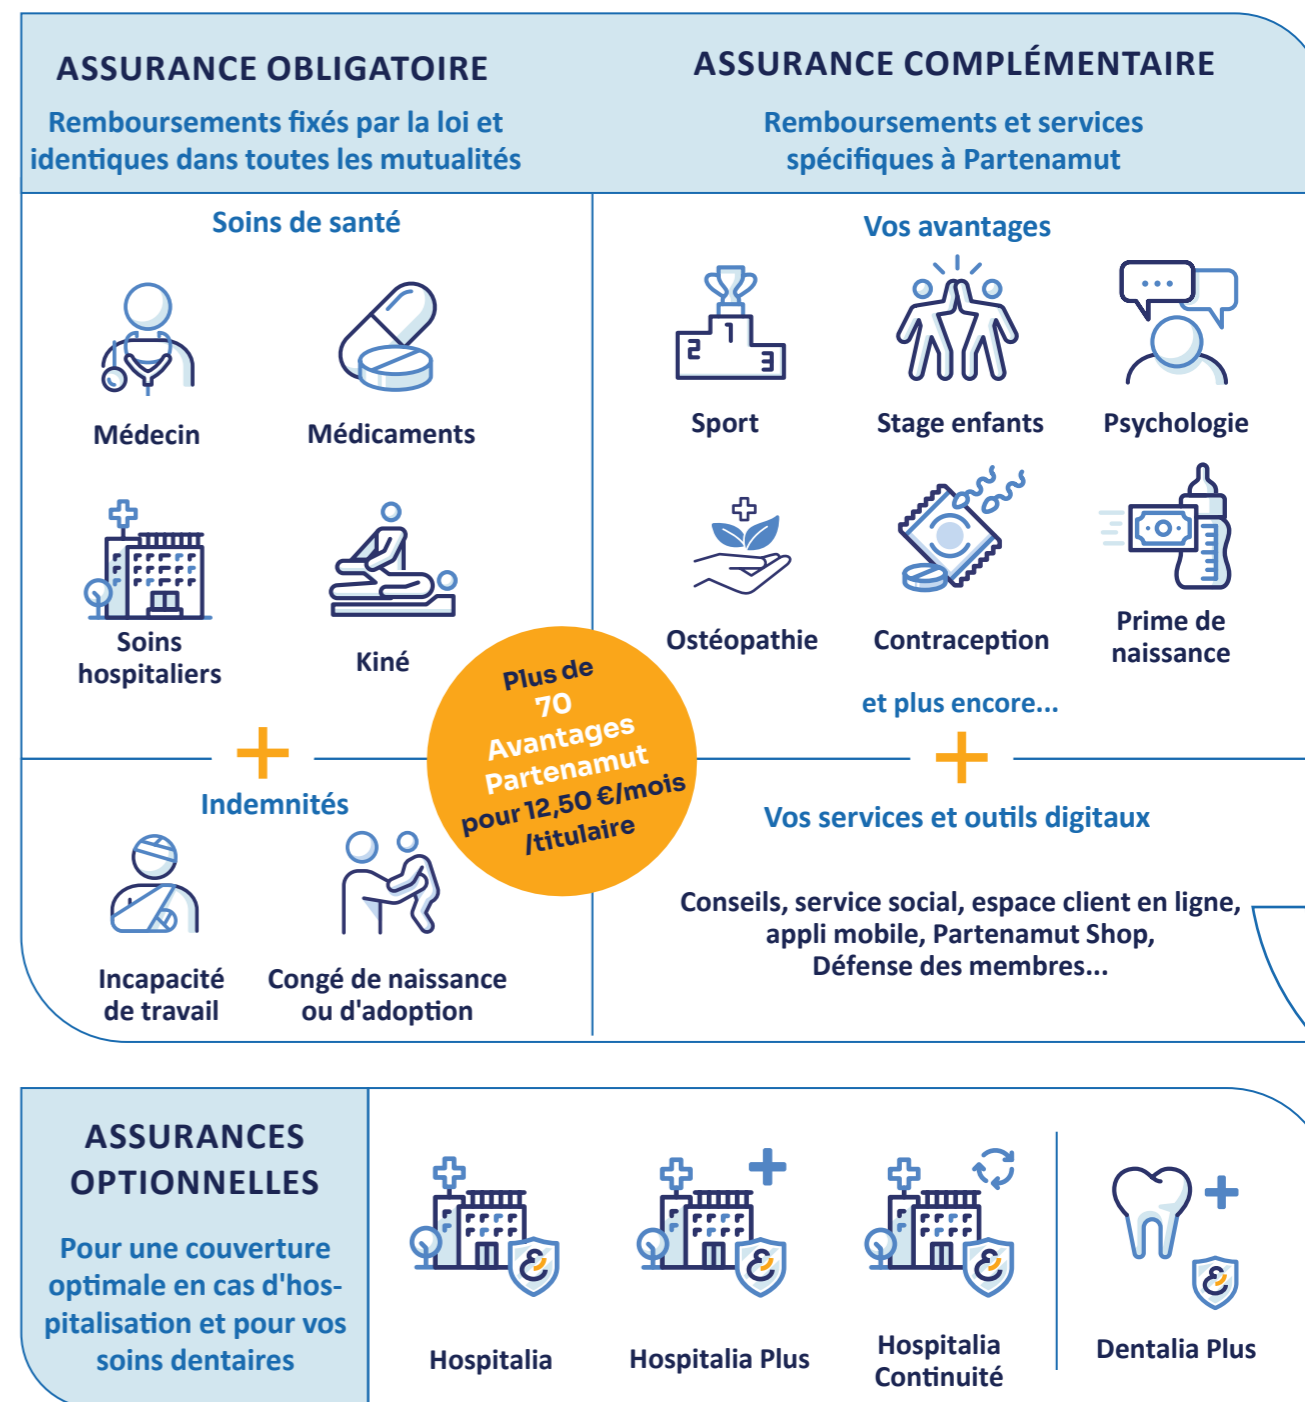 ASSURANCE OBLIGATOIRE
Remboursements fixés par la loi et
identiques dans toutes les mutualités
ASSURANCE COMPLÉMENTAIRE
Remboursements et services
spécifiques à Partenamut
Soins de santé
Médecin
Médicaments
Soins
hospitaliers
Kiné
Vos avantages
2
1
3
Sport
Stage enfants
Psychologie
Ostéopathie
Contraception
Prime de
naissance
et plus encore...
Plus de
70
Avantages
Partenamut
pour 12,50 €/mois
/titulaire
Indemnités
Incapacité
de travail
Congé de naissance
ou d'adoption
Vos services et outils digitaux
Conseils, service social, espace client en ligne,
appli mobile, Partenamut Shop,
Défense des membres...
ASSURANCES
OPTIONNELLES
Pour une couverture
optimale en cas d'hos-
pitalisation et pour vos
soins dentaires
Hospitalia
Hospitalia Plus
Hospitalia
Continuité
Dentalia Plus